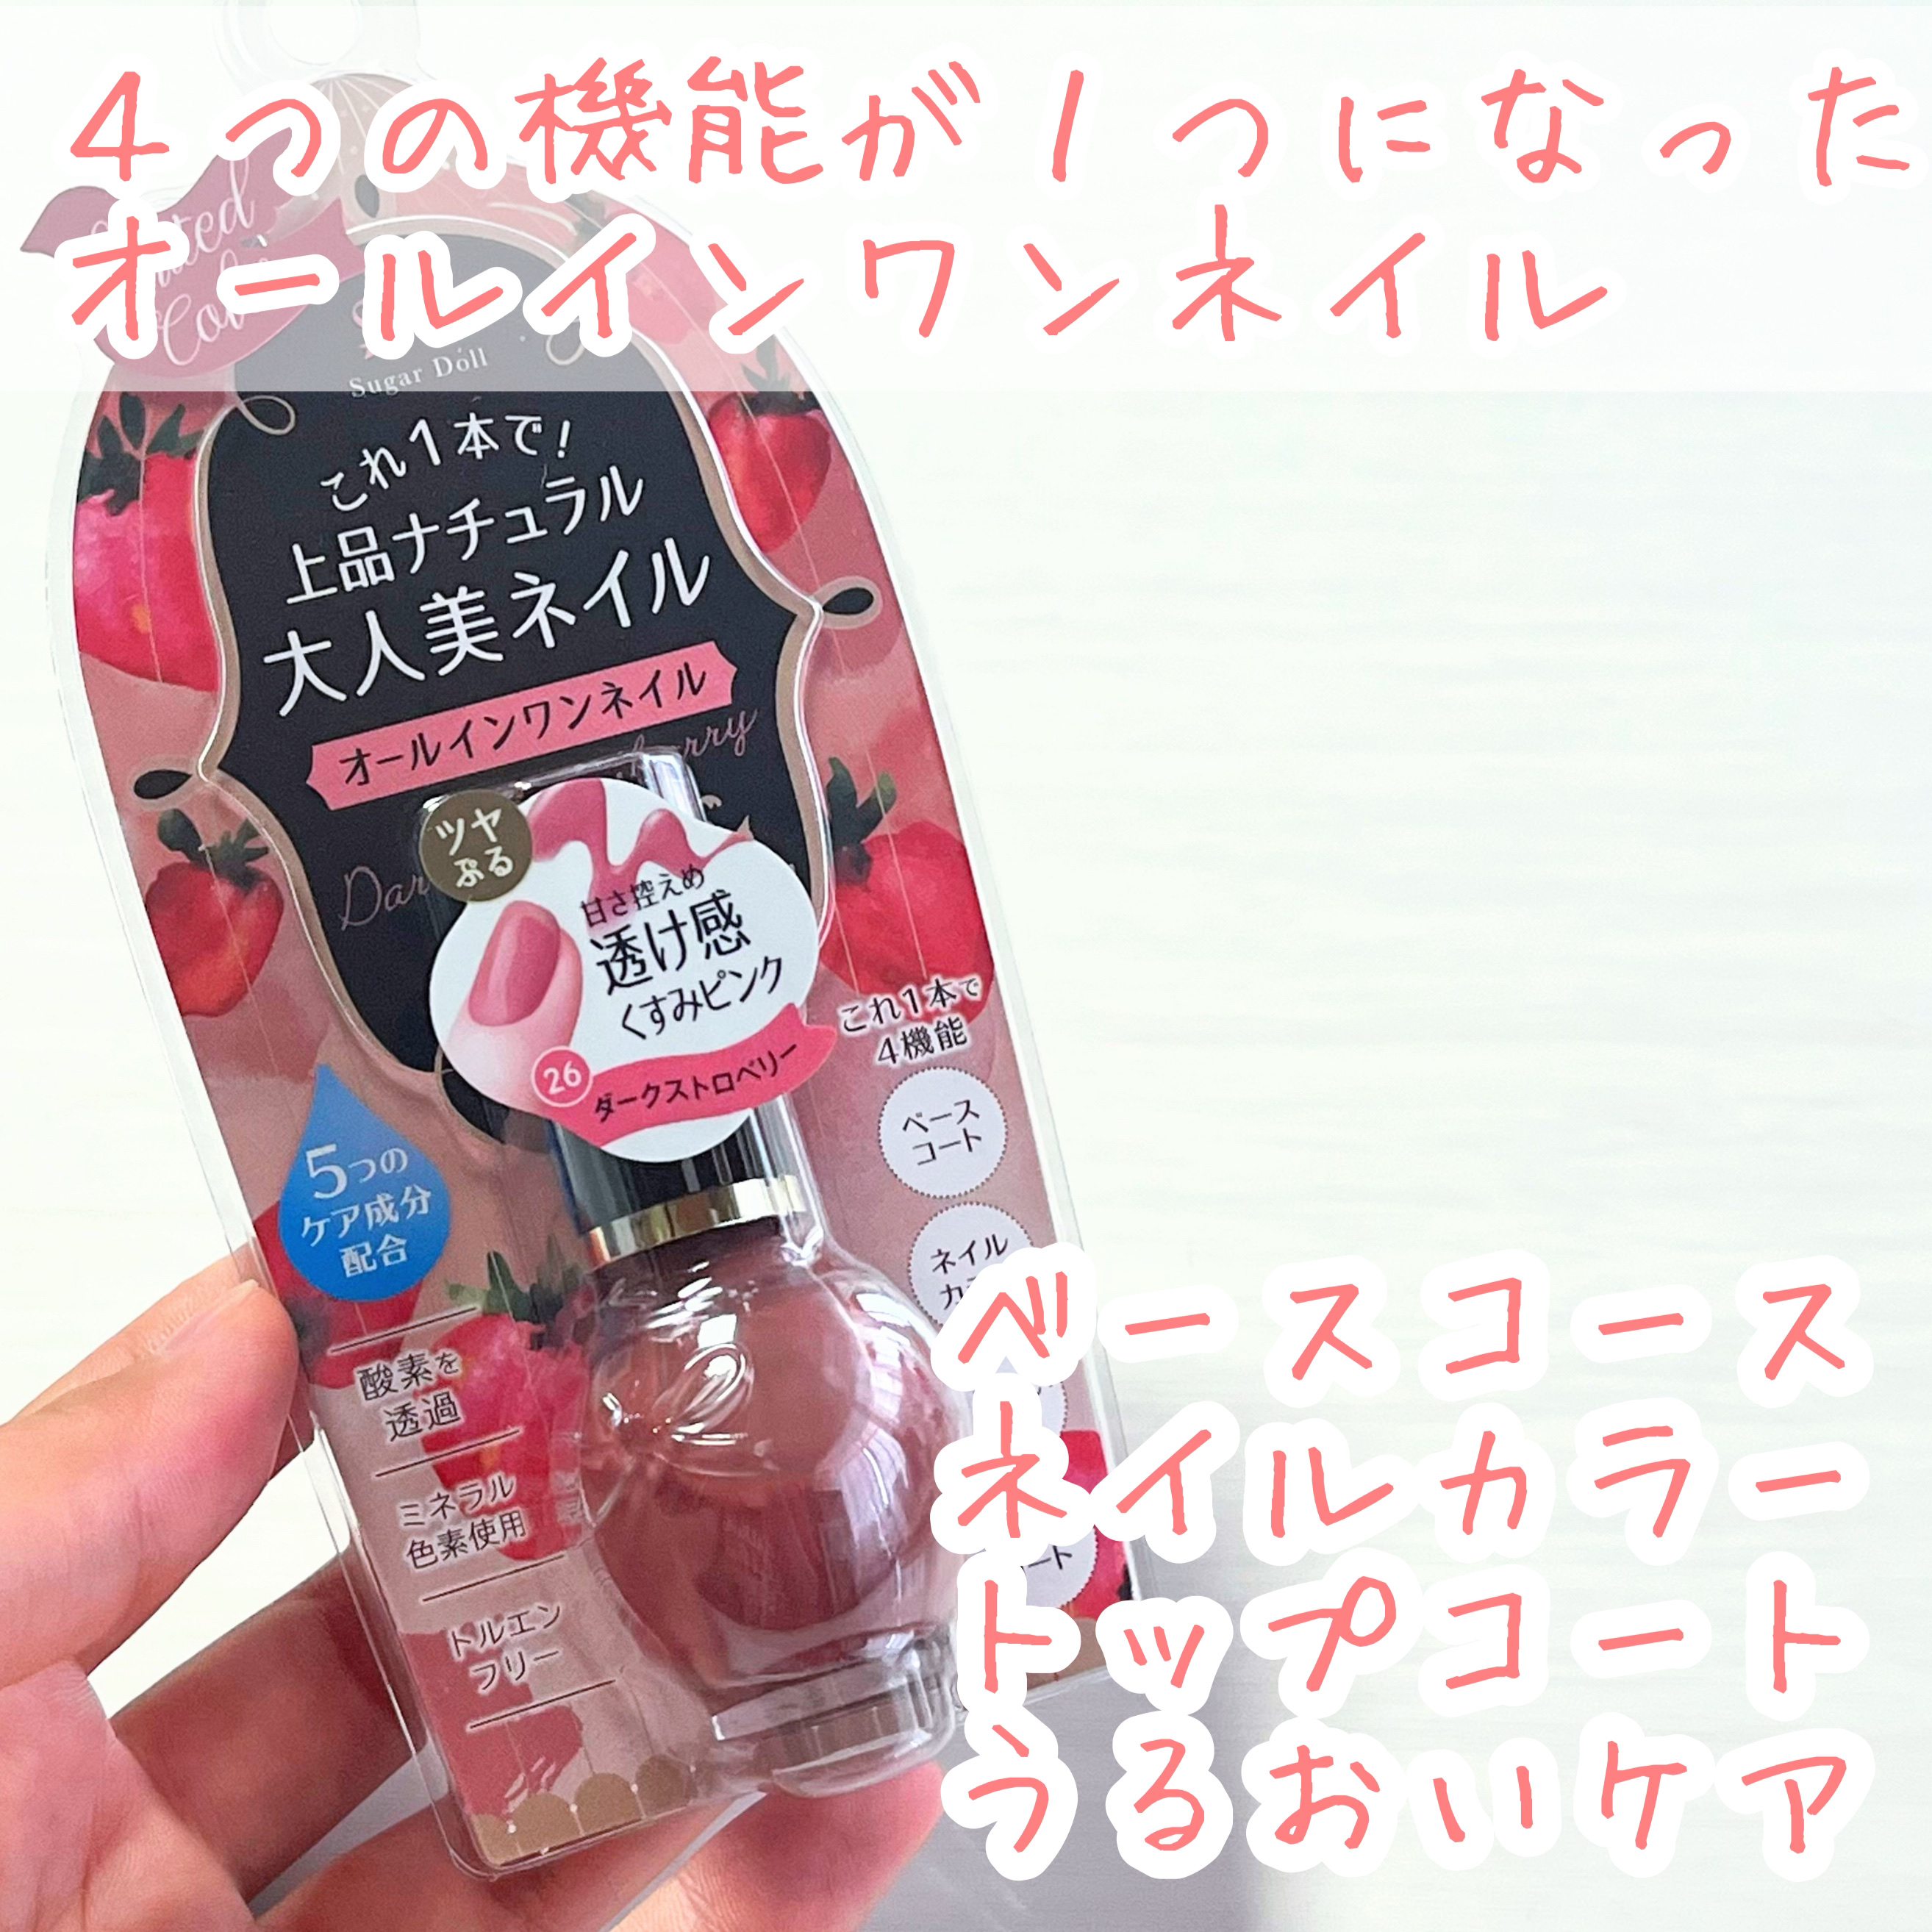 4つの機能が1つになった
オールインワンネイル
Sugar Doll
これ1本で!
上品ナチュラル
大人美ネイル
オールインワンネイル
ツヤ
ぷる
甘さ控えめ
透け感
くすみピンク
26
ダークストロベリー
これ1本で
4機能
ベース
コート
ネイル
5つの
ケア成分
配合
酸素を
透過
ミネラル
色素使用
トルエン
フリー
ベースコース
ネイルカラー
トップコート
うるおいケア